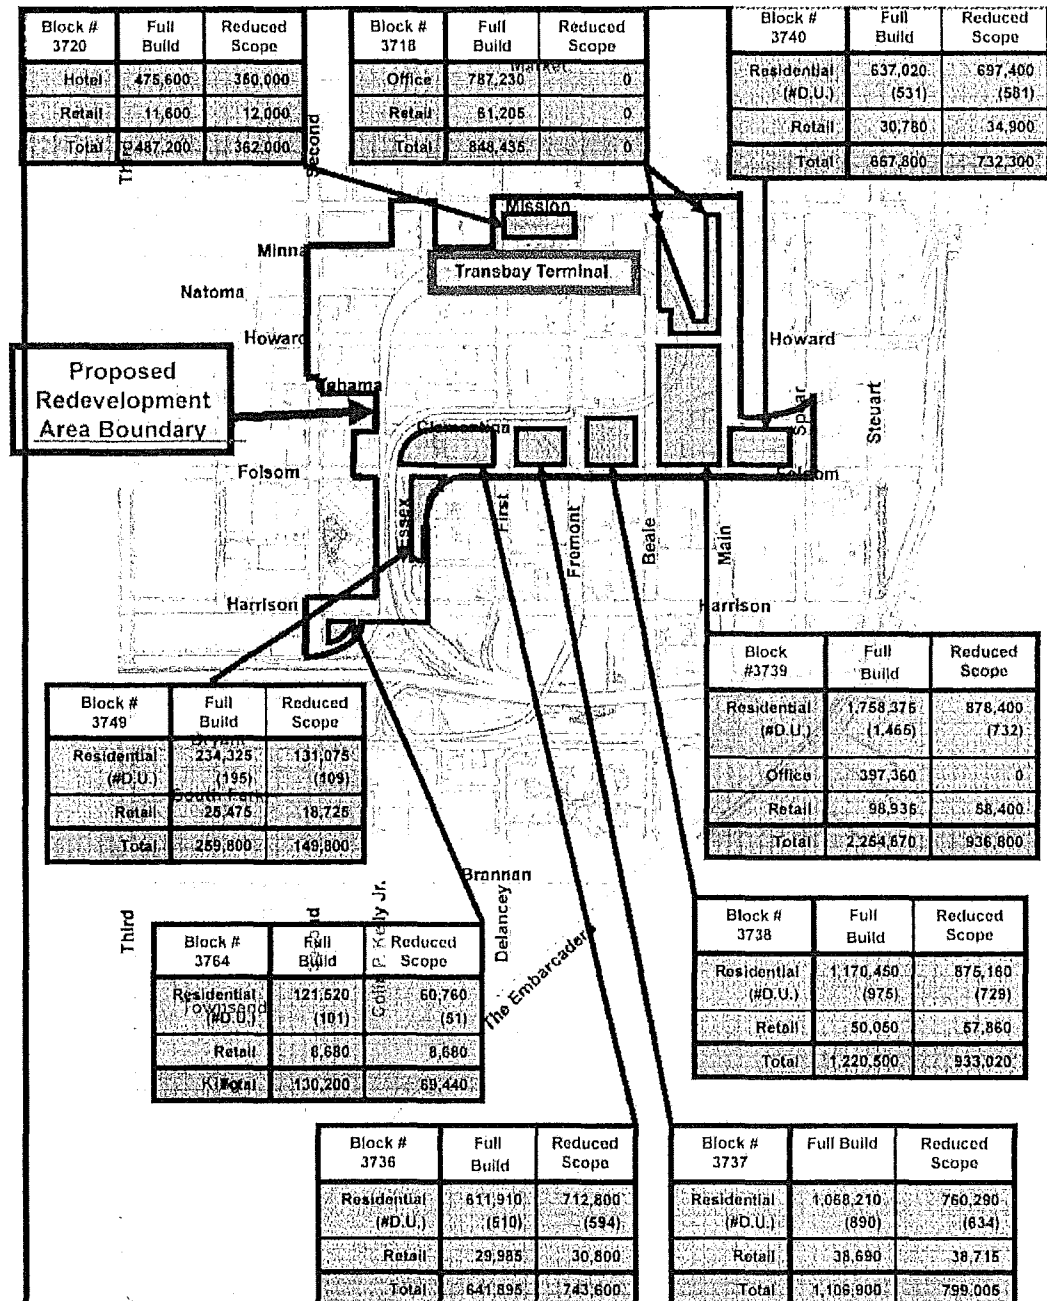 Block # 3720 Full Build Reduced Scope
Hotel 475,600 350,000
Retail 11,600 12,000
Total 487,200 362,000
Block # 3718 Full Build Reduced Scope
Market
Office 787,230 0
Retail 61,205 0
Total 848,435 0
Block # 3740 Full Build Reduced Scope
Residential 637,020 697,400
(#D.U.) (531) (581)
Retail 30,780 34,900
Total 667,800 732,300
Third
Second
Mission
Minna
Transbay Terminal
Natoma
Howard
Howard
Proposed
Redevelopment
Area Boundary
Tehama
Clementina
Spear
Steuart
Folsom
Folsom
Essex
First
Fremont
Beale
Main
Harrison
Harrison
Block #3739 Full Build Reduced Scope
Residential 1,758,375 878,400
(#D.U.) (1,465) (732)
Office 397,360 0
Retail 98,935 58,400
Total 2,254,670 936,800
Block # 3749 Full Build Reduced Scope
Residential 234,325 131,075
(#D.U.) (195) (109)
South Park
Retail 25,475 18,725
Total 259,800 149,800
Brannan
Delancey
The Embarcadero
Third
Block # 3738 Full Build Reduced Scope
Residential 1,170,450 875,160
(#D.U.) (975) (729)
Retail 50,050 57,860
Total 1,220,500 933,020
Block # 3764 Full Build Reduced Scope
Residential 121,520 60,760
(#D.U.) (101) (51)
Townsend
Retail 8,680 8,680
Total 130,200 69,440
Block # 3736 Full Build Reduced Scope
Residential 611,910 712,800
(#D.U.) (510) (594)
Retail 29,985 30,800
Total 641,895 743,600
Block # 3737 Full Build Reduced Scope
Residential 1,068,210 760,290
(#D.U.) (890) (634)
Retail 38,690 38,715
Total 1,106,900 799,005